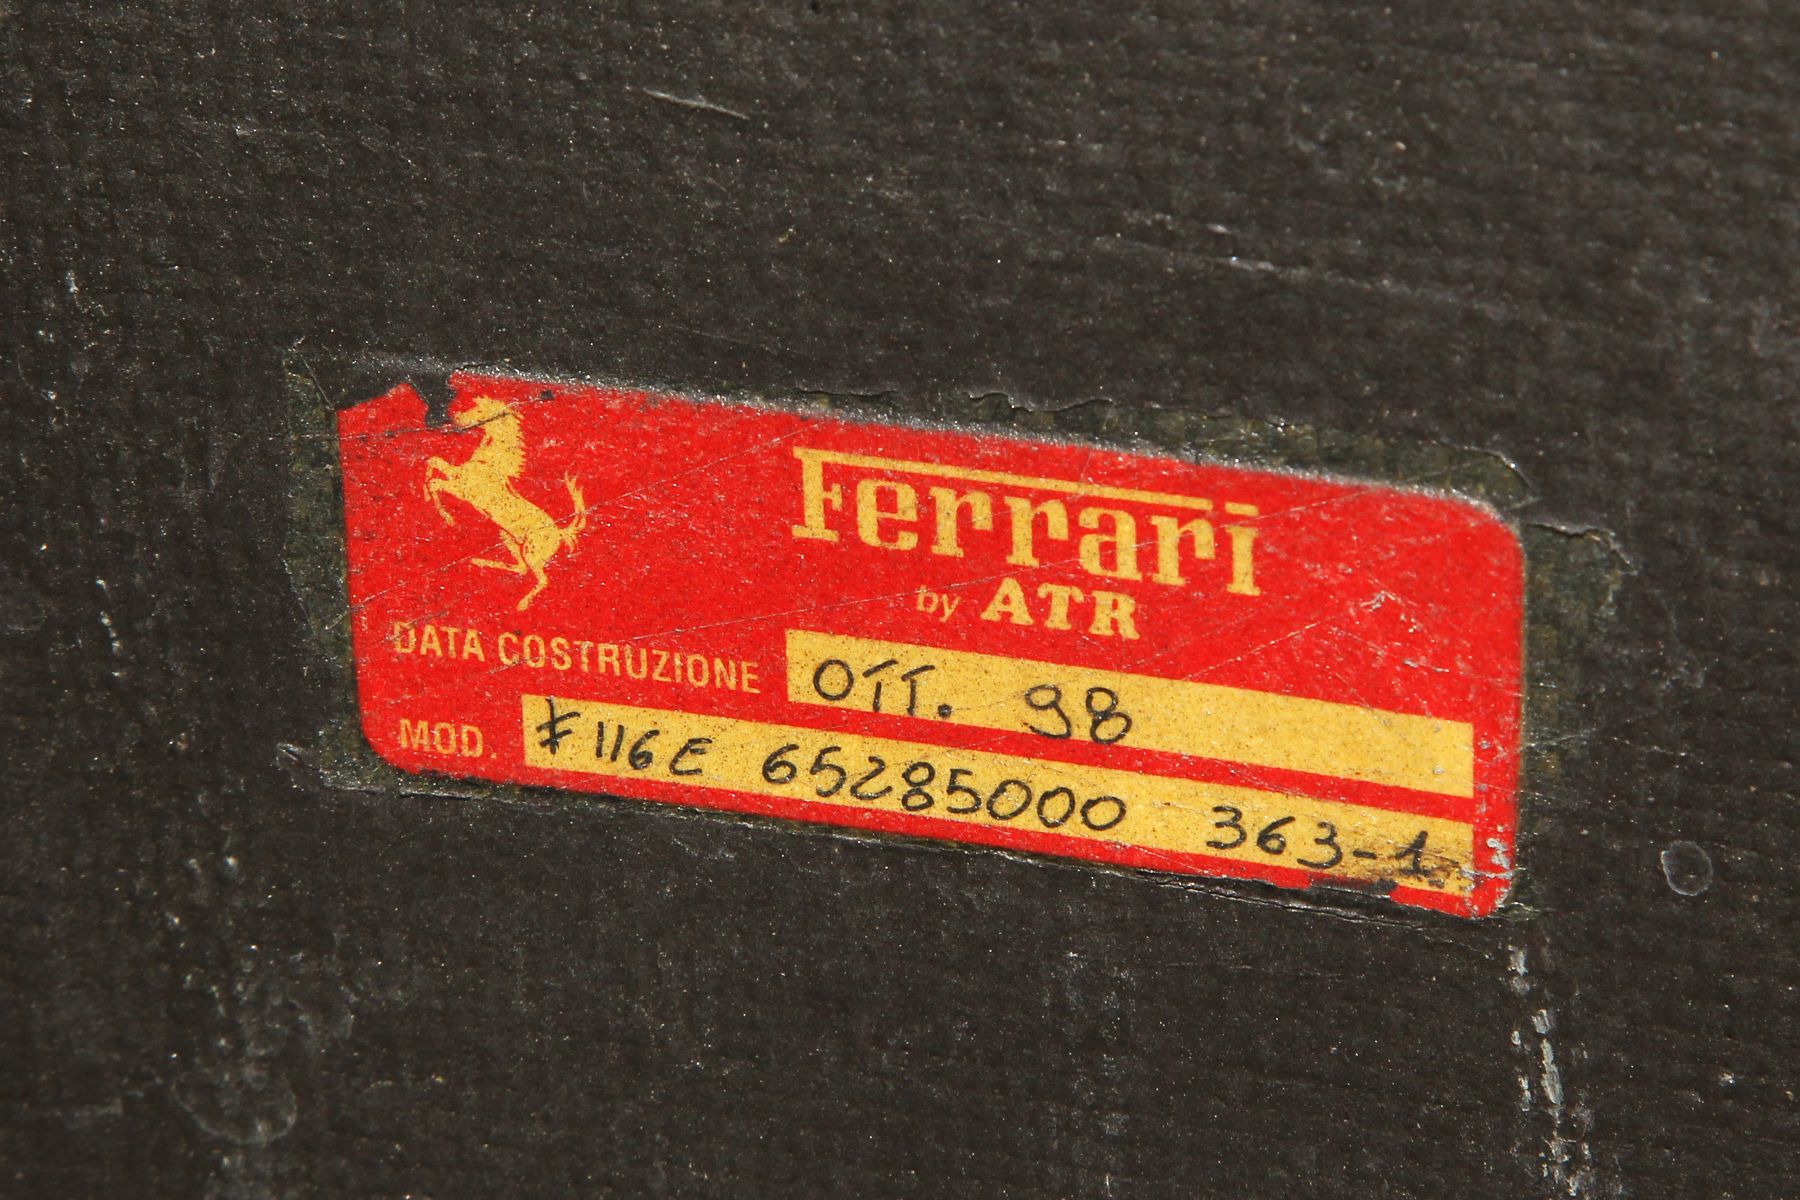 Ferrari
by ATR
DATA COSTRUZIONE OTT. 98
MOD. F116E 65285000 363-1